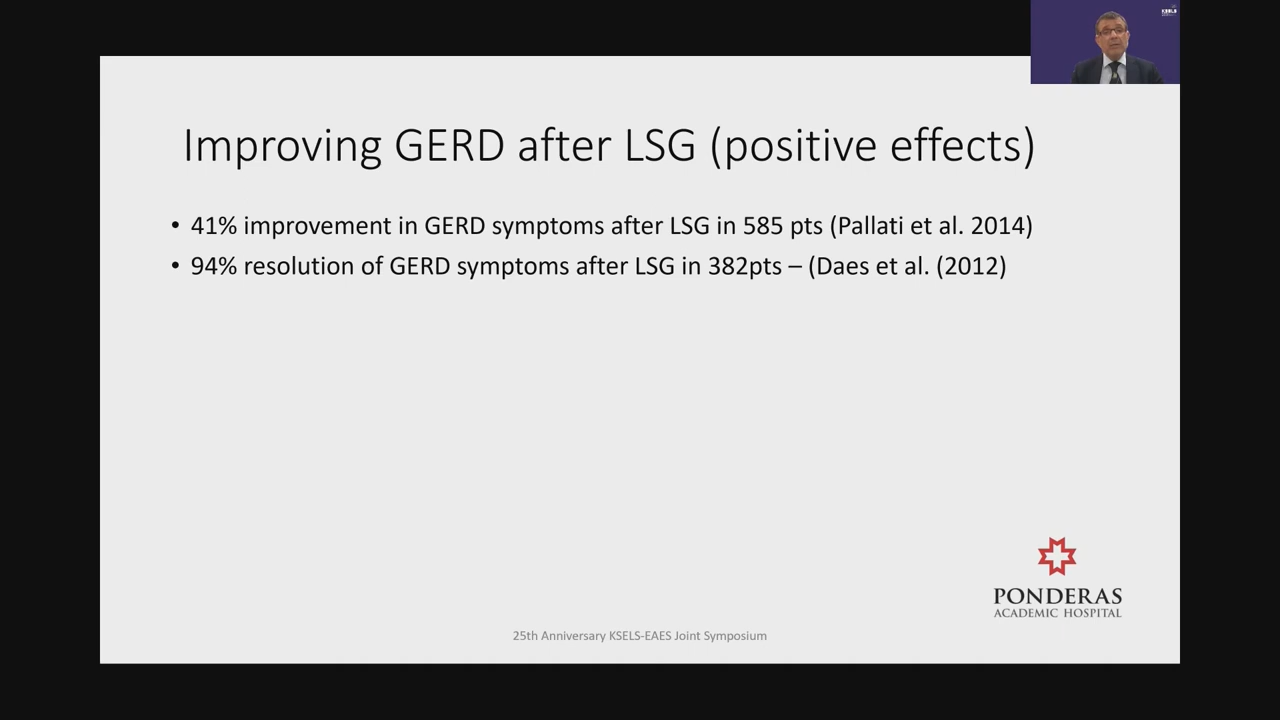 KSELS
Improving GERD after LSG (positive effects)
• 41% improvement in GERD symptoms after LSG in 585 pts (Pallati et al. 2014)
• 94% resolution of GERD symptoms after LSG in 382pts – (Daes et al. (2012)
PONDERAS
ACADEMIC HOSPITAL
25th Anniversary KSELS-EAES Joint Symposium